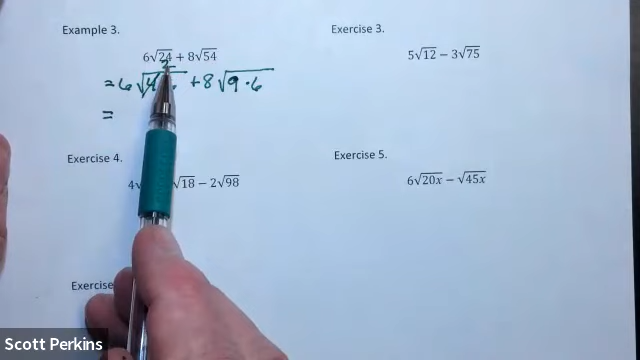 Example 3.
6√24 + 8√54
= 6√4 · + 8√9·6
=
Exercise 3.
5√12 − 3√75
Exercise 4.
4√ √18 − 2√98
Exercise 5.
6√20x − √45x
Exercise
Scott Perkins